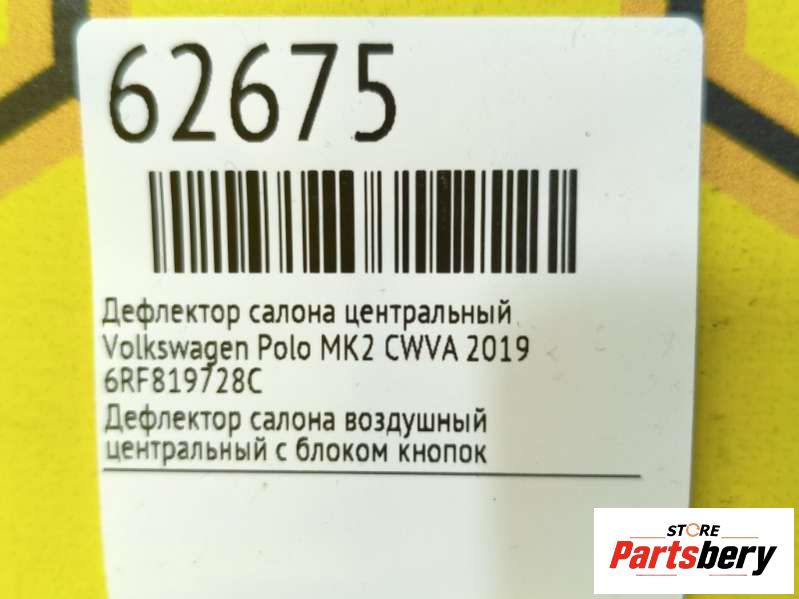 62675
Дефлектор салона центральный
Volkswagen Polo MK2 CWVA 2019
6RF819728C
Дефлектор салона воздушный
центральный с блоком кнопок
STORE
Partsbery